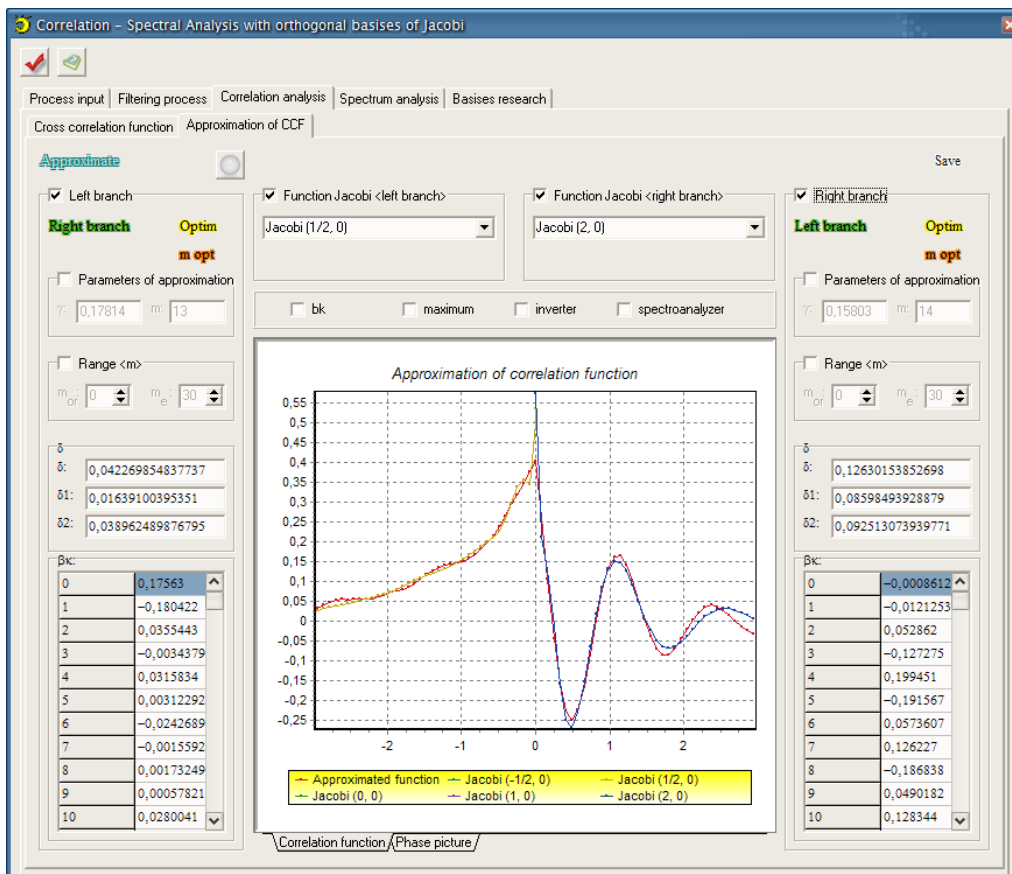 Correlation - Spectral Analysis with orthogonal basises of Jacobi
Process input Filtering process Correlation analysis Spectrum analysis Basises research
Cross correlation function Approximation of CCF
Approximate Save
Left branch Function Jacobi <left branch> Function Jacobi <right branch> Right branch
Right branch Optim Jacobi (1/2, 0) Jacobi (2, 0) Left branch Optim
m opt m opt
Parameters of approximation Parameters of approximation
γ: 0,17814 m: 13 bk maximum inverter spectroanalyzer γ: 0,15803 m: 14
Range <m> Range <m>
m or : 0 m e : 30 m or : 0 m e : 30
Approximation of correlation function
0,55
0,5
0,45
0,4
0,35
0,3
0,25
0,2
0,15
0,1
0,05
0
-0,05
-0,1
-0,15
-0,2
-0,25
-2 -1 0 1 2
Approximated function Jacobi (-1/2, 0) Jacobi (1/2, 0)
Jacobi (0, 0) Jacobi (1, 0) Jacobi (2, 0)
Correlation function Phase picture
δ
δ: 0,042269854837737
δ1: 0,01639100395351
δ2: 0,038962489876795
βκ:
0 0,17563
1 -0,180422
2 0,0355443
3 -0,0034379
4 0,0315834
5 0,00312292
6 -0,0242689
7 -0,0015592
8 0,00173249
9 0,00057821
10 0,0280041
δ
δ: 0,12630153852698
δ1: 0,08598493928879
δ2: 0,092513073939771
βκ:
0 -0,0008612
1 -0,0121253
2 0,052862
3 -0,127275
4 0,199451
5 -0,191567
6 0,0573607
7 0,126227
8 -0,186838
9 0,0490182
10 0,128344